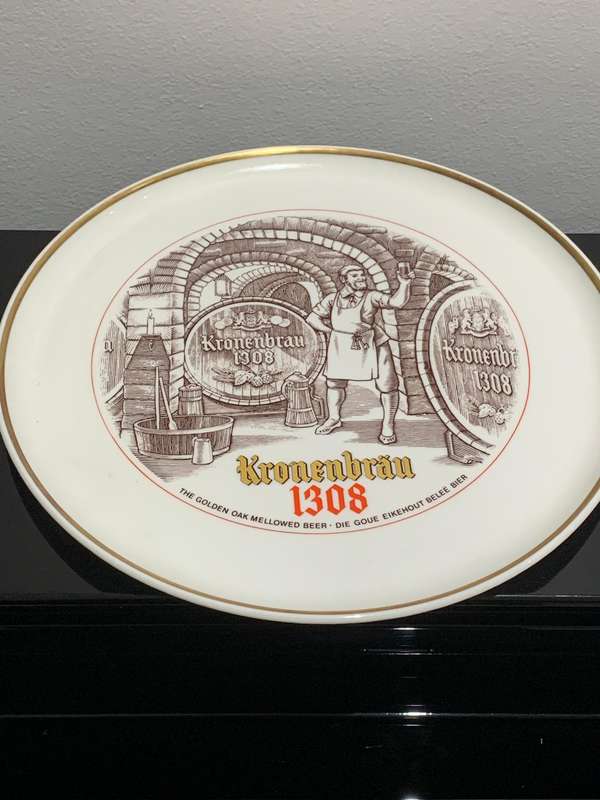 a
Kronenbräu
1308
Kronenbr
1308
Kronenbräu
1308
THE GOLDEN OAK MELLOWED BEER · DIE GOUE EIKEHOUT BELEË BIER